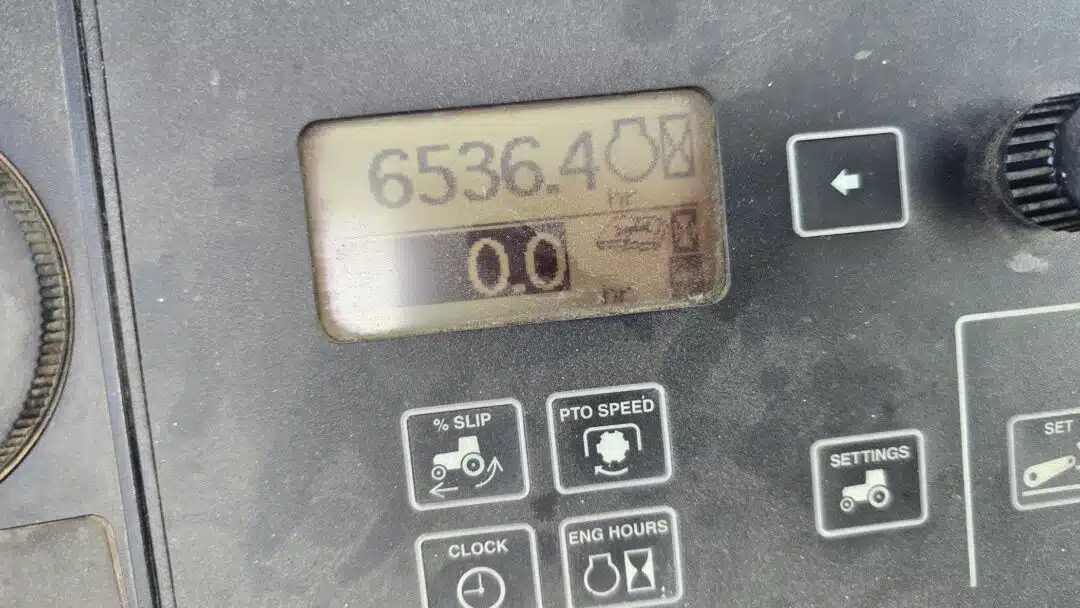 6536.4
hr
0.0
hr
% SLIP
PTO SPEED
SETTINGS
SET
CLOCK
ENG HOURS